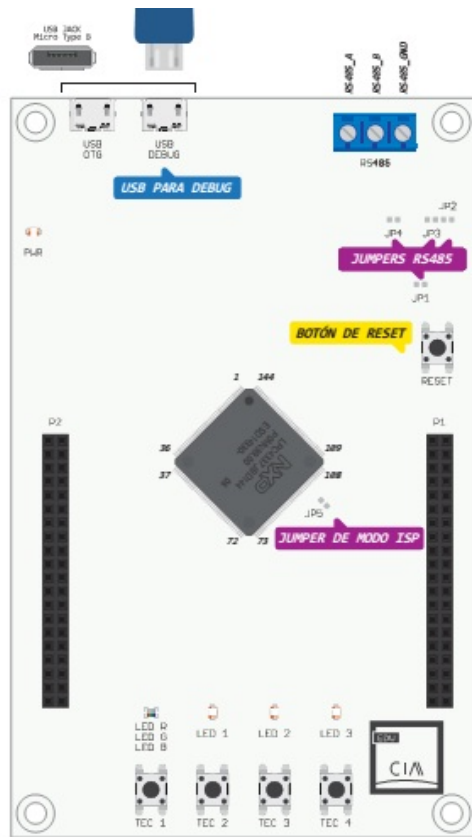 USB JACK
Micro Type B
RS485_A
RS485_B
RS485_GND
USB
OTG
USB
DEBUG
RS485
USB PARA DEBUG
JP2
JP4
JP3
PWR
JUMPERS RS485
JP1
BOTÓN DE RESET
RESET
1
144
P2
P1
36
109
37
108
NXP
JP5
72
73
JUMPER DE MODO ISP
LED R
LED G
LED B
LED 1
LED 2
LED 3
EDU
CIAA
TEC 1
TEC 2
TEC 3
TEC 4